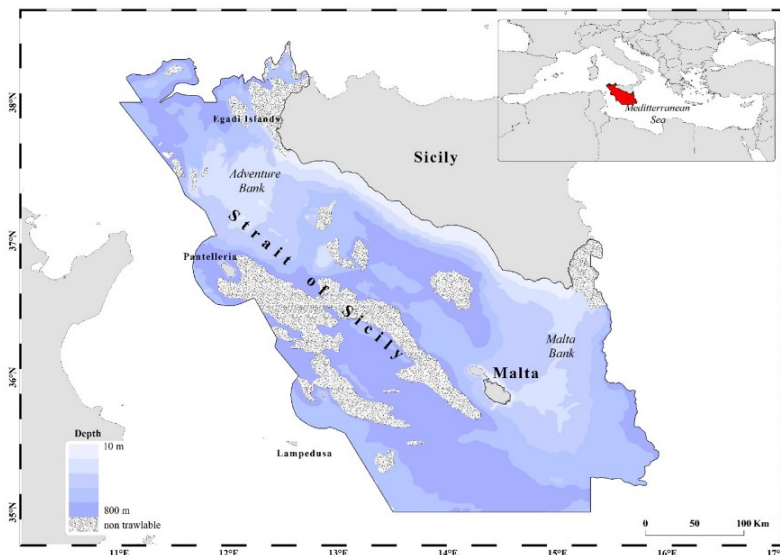 Mediterranean
Sea
38°N
Egadi Islands
Sicily
Adventure
Bank
37°N
Pantelleria
Strait of Sicily
Malta
Bank
36°N
Malta
Depth
10 m
Lampedusa
800 m
non trawlable
35°N
0 50 100 Km
11°E 12°E 13°E 14°E 15°E 16°E 17°E